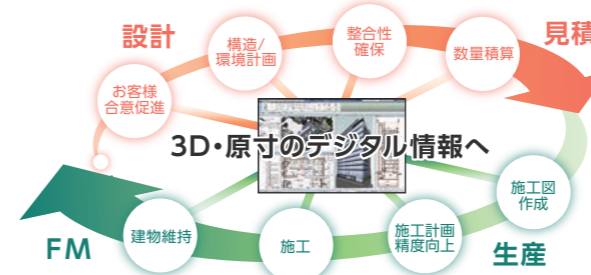 設計
構造/
環境計画
整合性
確保
数量積算
見積
お客様
合意促進
3D・原寸のデジタル情報へ
施工図
作成
建物維持
施工
施工計画
精度向上
FM
生産